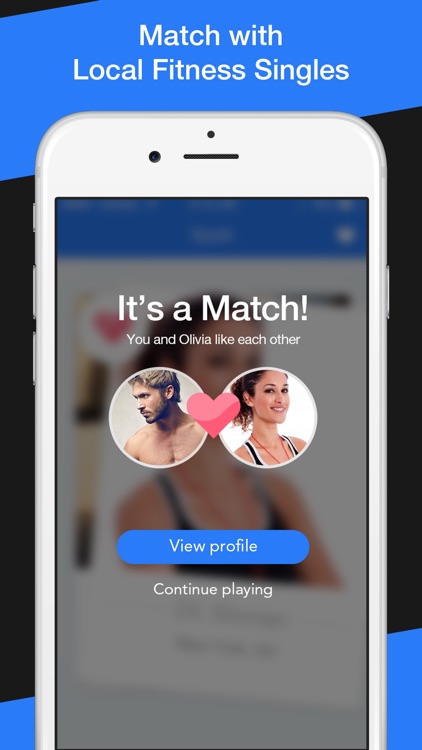 Match with
Local Fitness Singles
It's a Match!
You and Olivia like each other
View profile
Continue playing